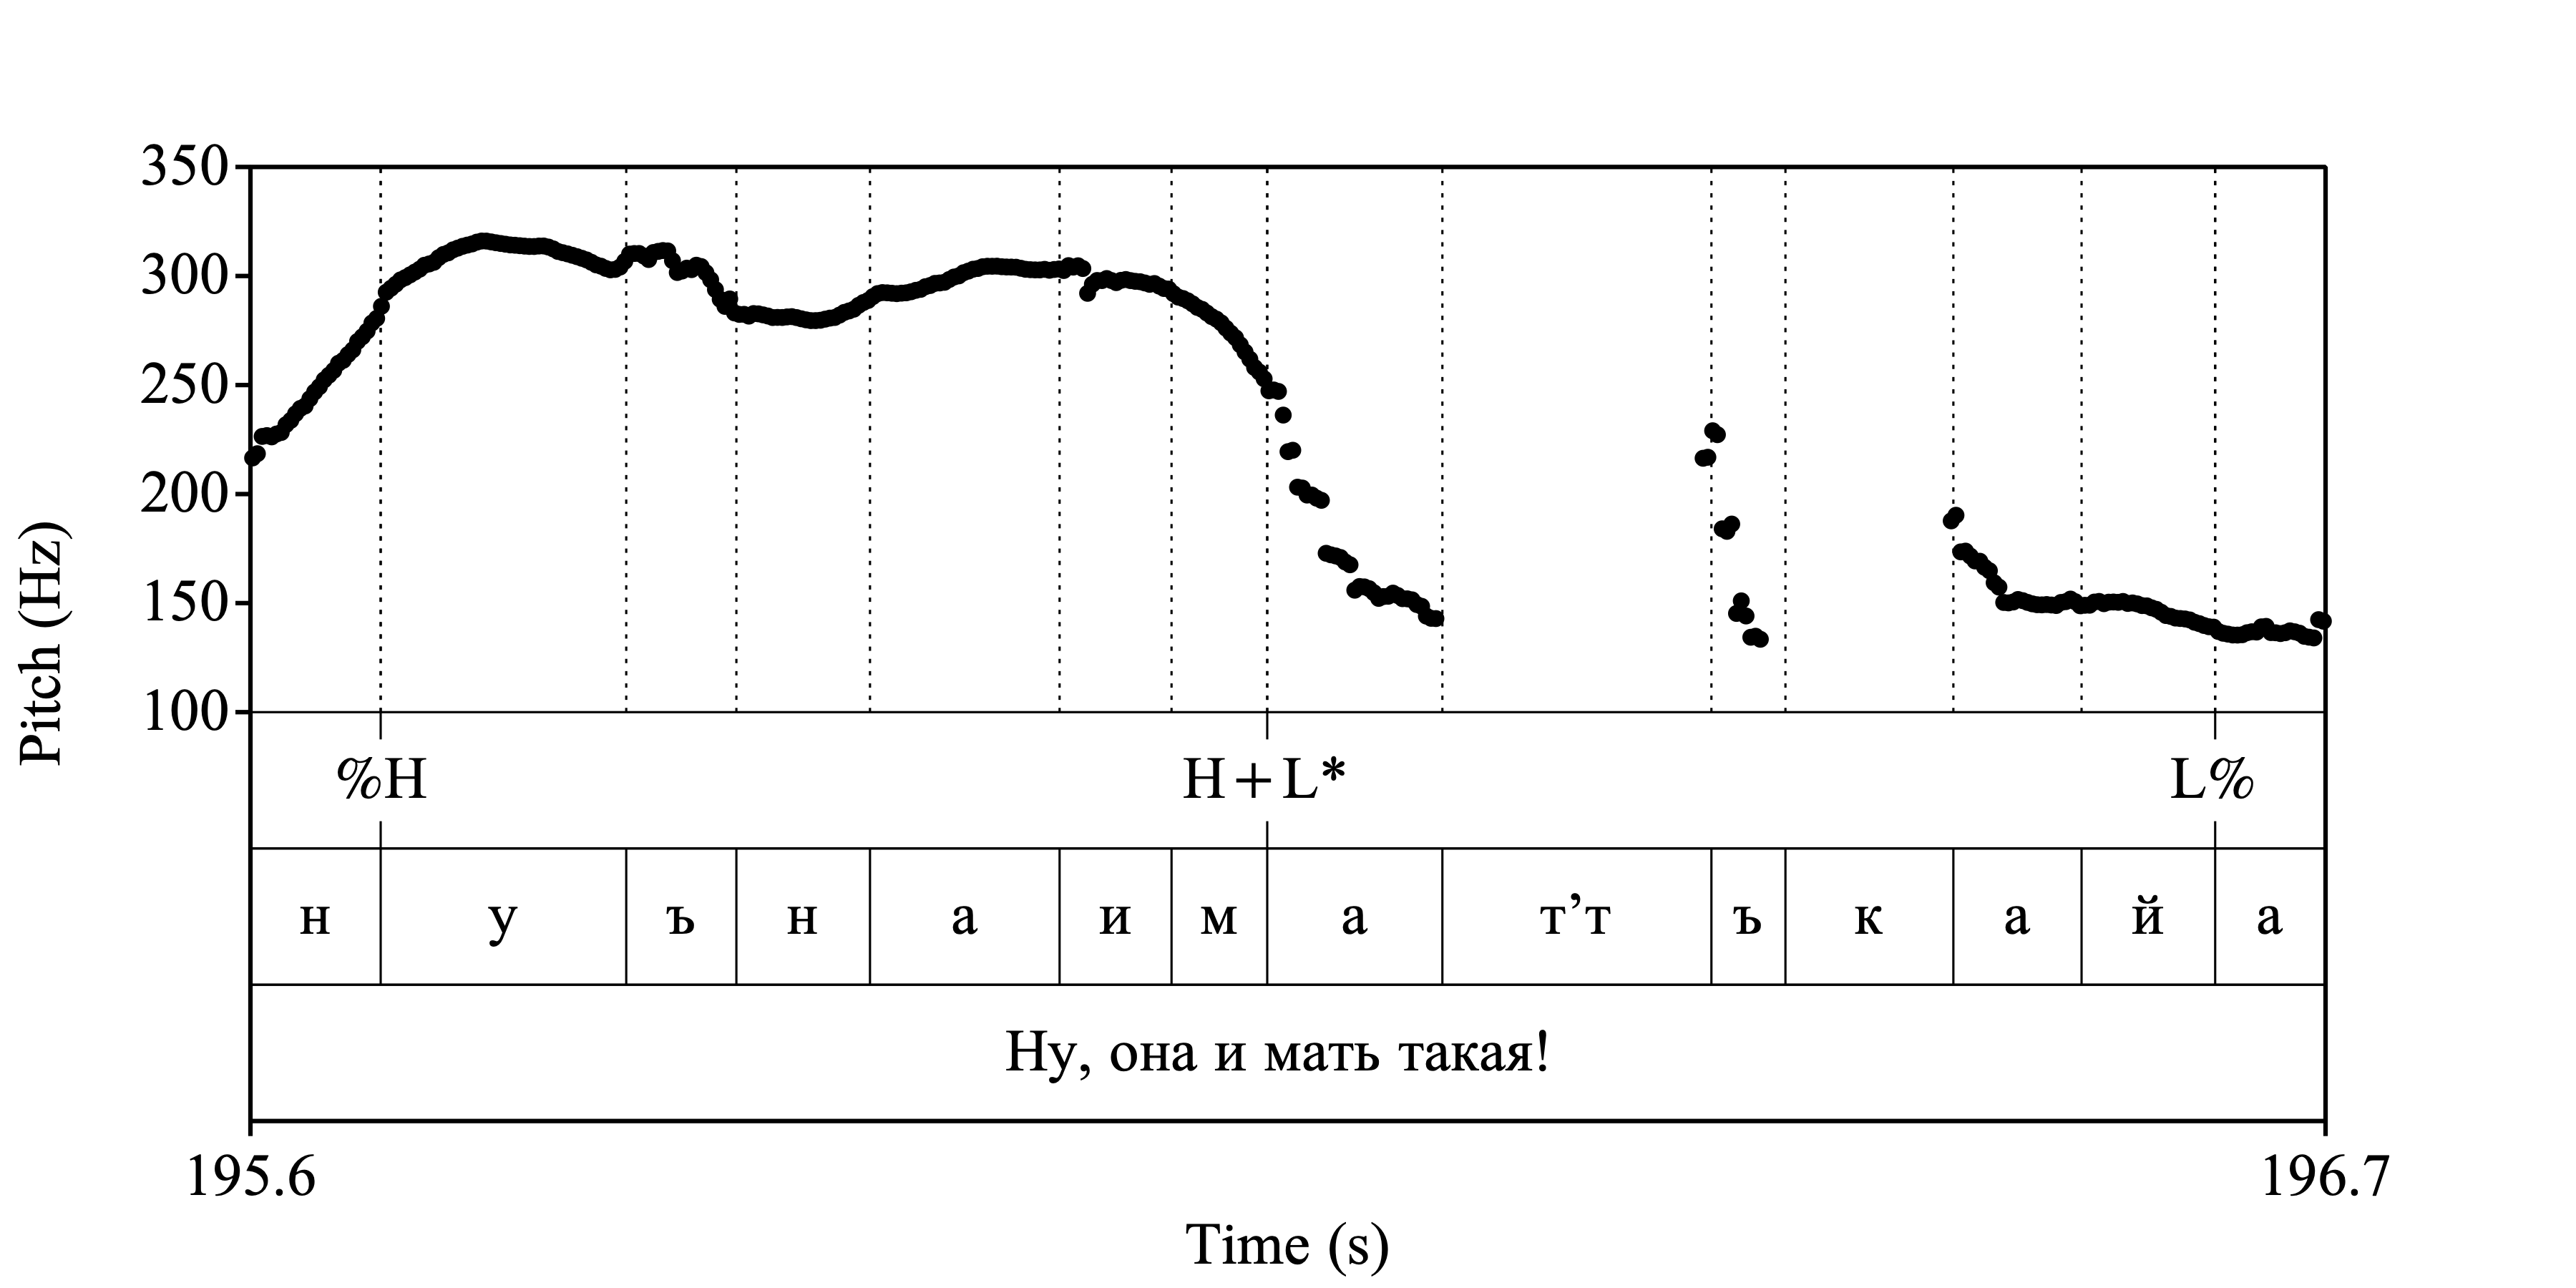 350
300
250
200
150
100
Pitch (Hz)
%H H+L* L%
н у ъ н а и м а т’т ъ к а й а
Ну, она и мать такая!
195.6 196.7
Time (s)